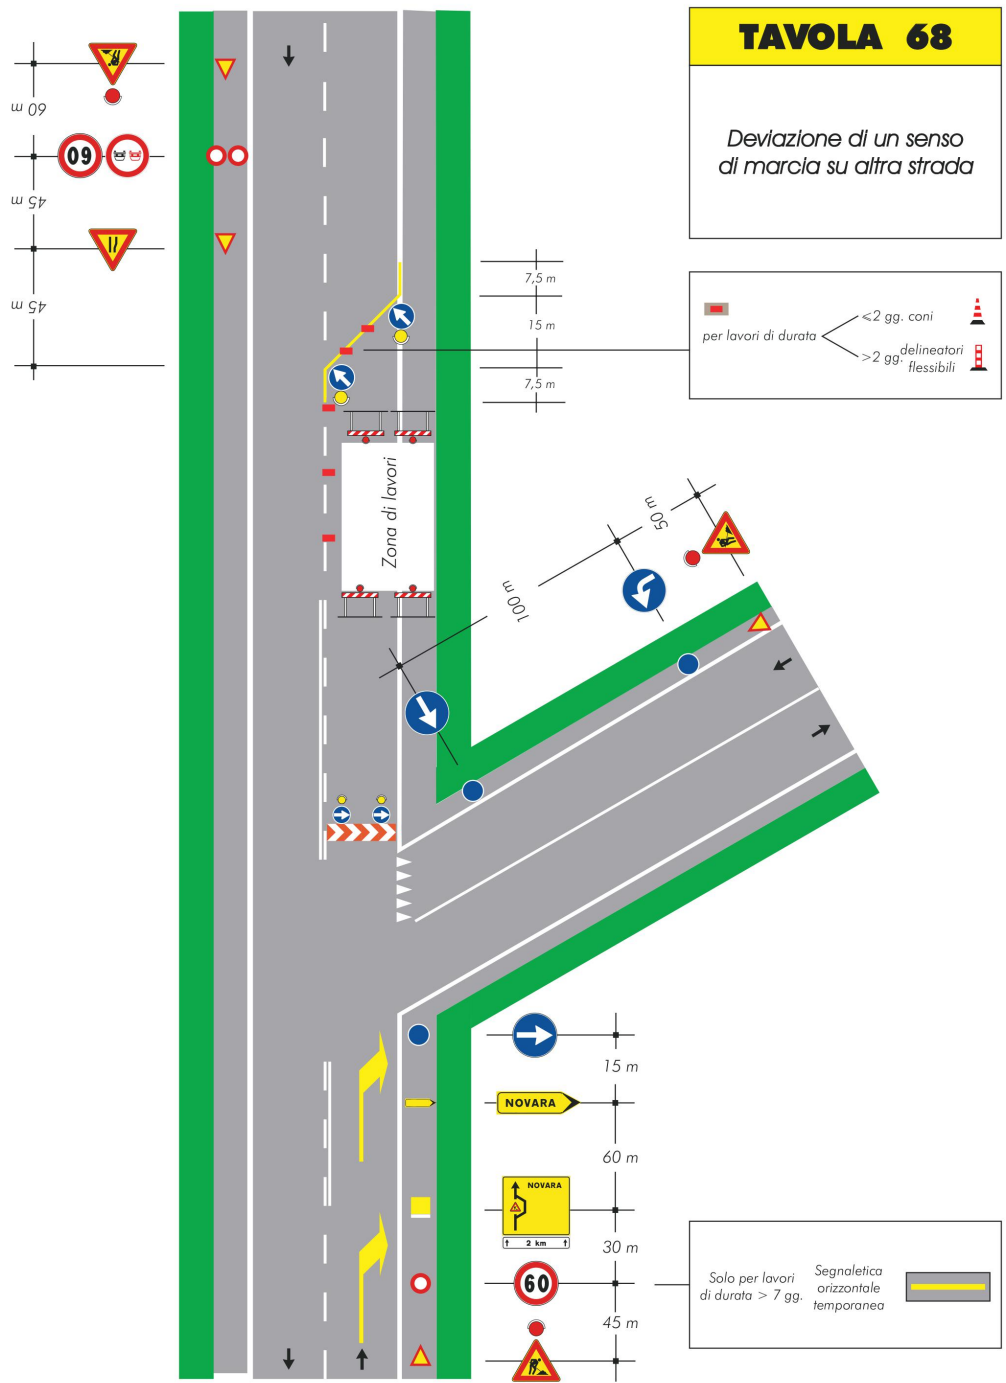 TAVOLA 68
Deviazione di un senso
di marcia su altra strada
60 m
60
45 m
45 m
7,5 m
15 m
7,5 m
per lavori di durata
≤2 gg. coni
>2 gg. delineatori
flessibili
Zona di lavori
50 m
100 m
15 m
NOVARA
60 m
NOVARA
2 km
30 m
60
45 m
Solo per lavori
di durata > 7 gg.
Segnaletica
orizzontale
temporanea